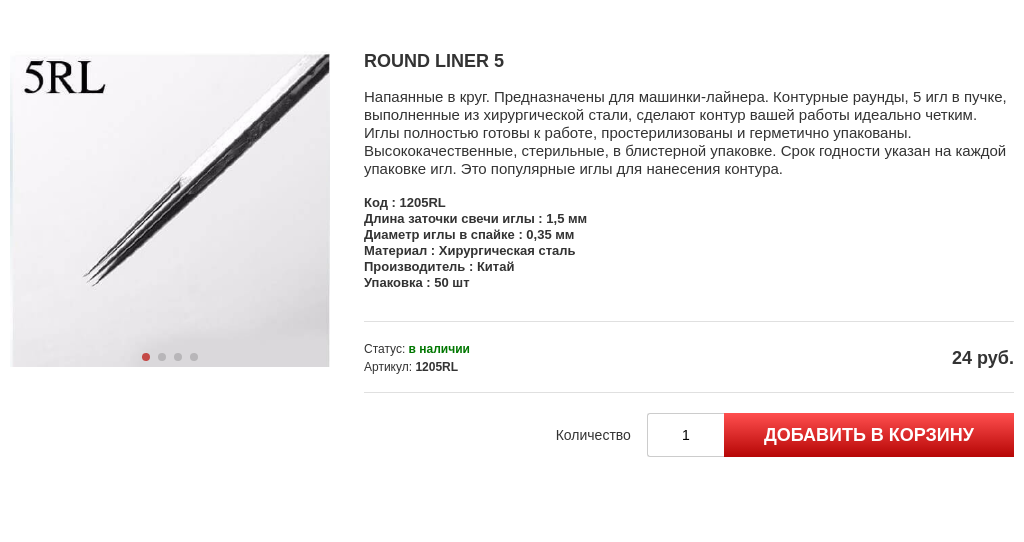 5RL
ROUND LINER 5
Напаянные в круг. Предназначены для машинки-лайнера. Контурные раунды, 5 игл в пучке,
выполненные из хирургической стали, сделают контур вашей работы идеально четким.
Иглы полностью готовы к работе, простерилизованы и герметично упакованы.
Высококачественные, стерильные, в блистерной упаковке. Срок годности указан на каждой
упаковке игл. Это популярные иглы для нанесения контура.
Код : 1205RL
Длина заточки свечи иглы : 1,5 мм
Диаметр иглы в спайке : 0,35 мм
Материал : Хирургическая сталь
Производитель : Китай
Упаковка : 50 шт
Статус: в наличии
Артикул: 1205RL
24 руб.
Количество 1 ДОБАВИТЬ В КОРЗИНУ